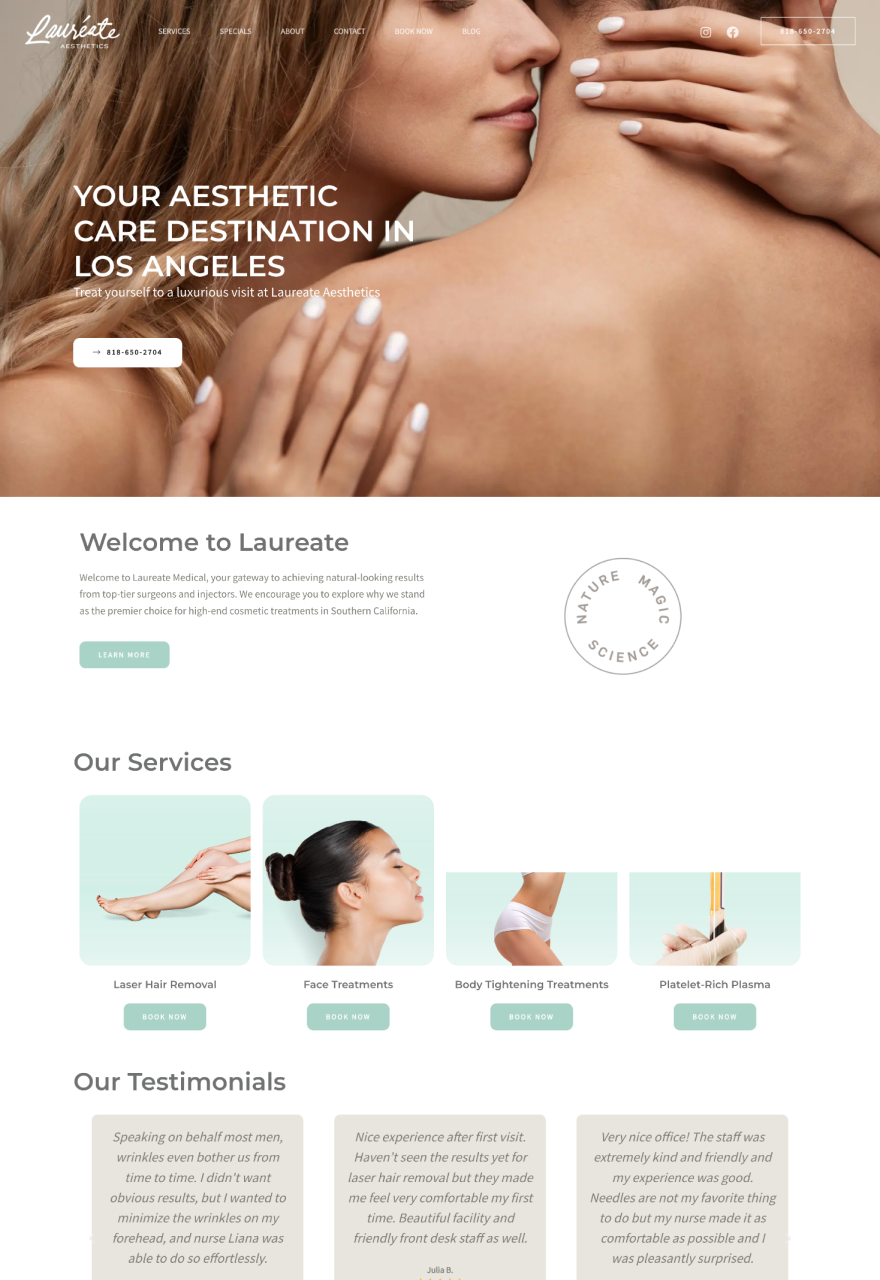 Lauréate
AESTHETICS
SERVICES
SPECIALS
ABOUT
CONTACT
BOOK NOW
BLOG
818-650-2704
YOUR AESTHETIC
CARE DESTINATION IN
LOS ANGELES
Treat yourself to a luxurious visit at Laureate Aesthetics
→ 818-650-2704
Welcome to Laureate
Welcome to Laureate Medical, your gateway to achieving natural-looking results
from top-tier surgeons and injectors. We encourage you to explore why we stand
as the premier choice for high-end cosmetic treatments in Southern California.
LEARN MORE
NATURE MAGIC
SCIENCE
Our Services
Laser Hair Removal
Face Treatments
Body Tightening Treatments
Platelet-Rich Plasma
BOOK NOW
BOOK NOW
BOOK NOW
BOOK NOW
Our Testimonials
Speaking on behalf most men,
wrinkles even bother us from
time to time. I didn't want
obvious results, but I wanted to
minimize the wrinkles on my
forehead, and nurse Liana was
able to do so effortlessly.
Nice experience after first visit.
Haven't seen the results yet for
laser hair removal but they made
me feel very comfortable my first
time. Beautiful facility and
friendly front desk staff as well.
Julia B.
Very nice office! The staff was
extremely kind and friendly and
my experience was good.
Needles are not my favorite thing
to do but my nurse made it as
comfortable as possible and I
was pleasantly surprised.